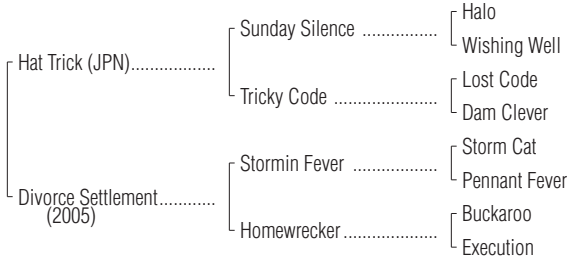 Halo
Sunday Silence .................
Wishing Well
Hat Trick (JPN)..................
Lost Code
Tricky Code .......................
Dam Clever
Storm Cat
Stormin Fever ...................
Pennant Fever
Divorce Settlement............
(2005)
Buckaroo
Homewrecker.....................
Execution